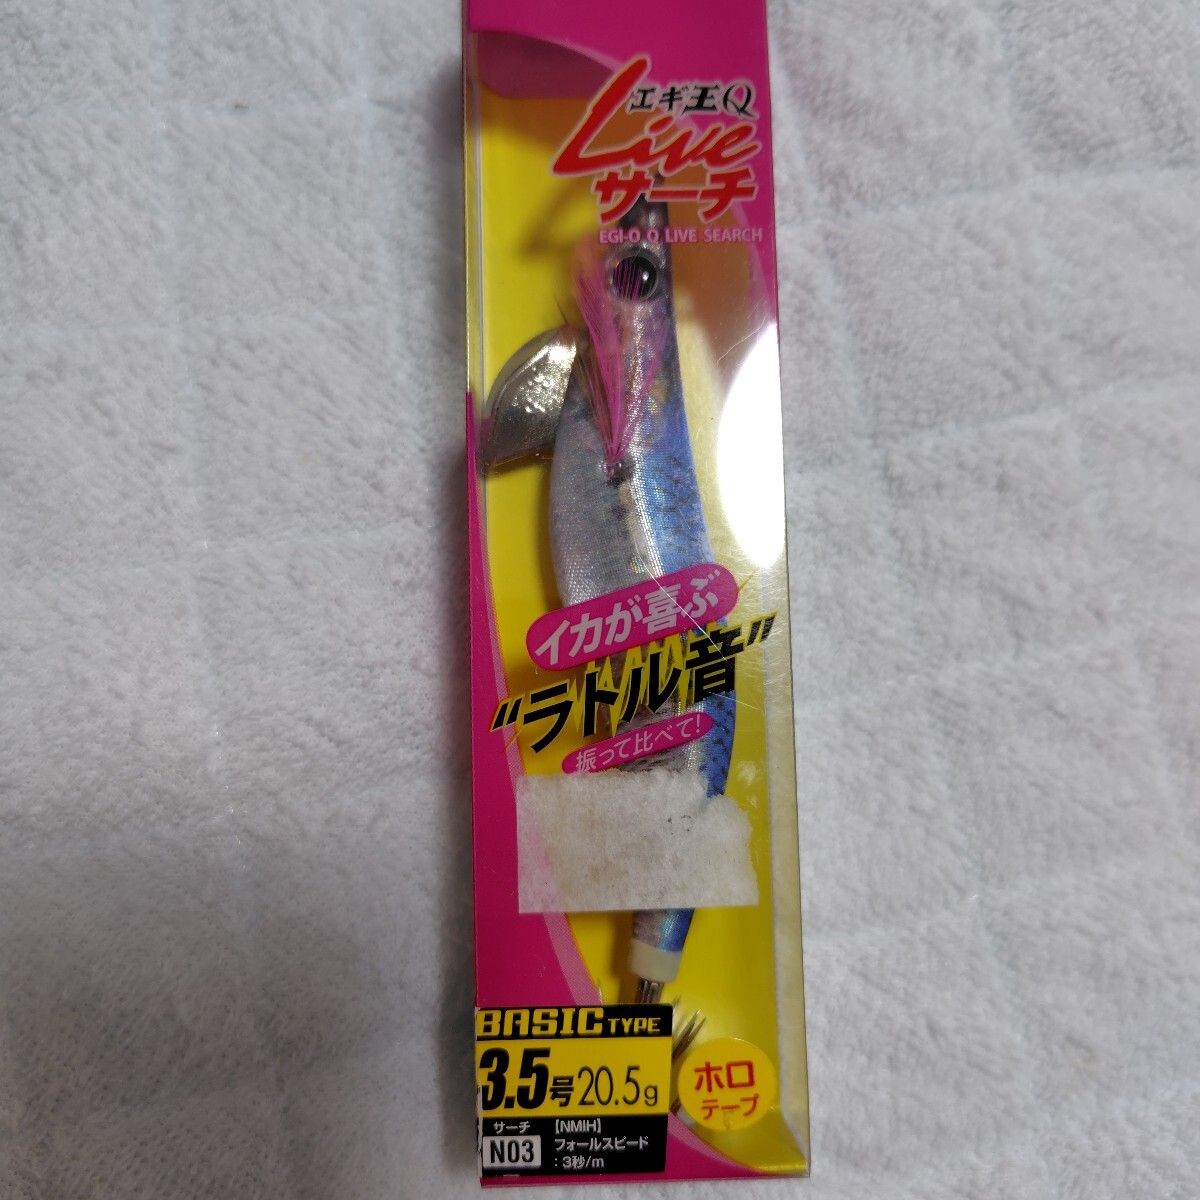 エギ王Q
Live
サーチ
EGI-O Q LIVE SEARCH
イカが喜ぶ
"ラトル音"
振って比べて!
BASIC TYPE
3.5号 20.5g
サーチ
N03
【NMIH】
フォールスピード
:3秒/m
ホロ
テープ